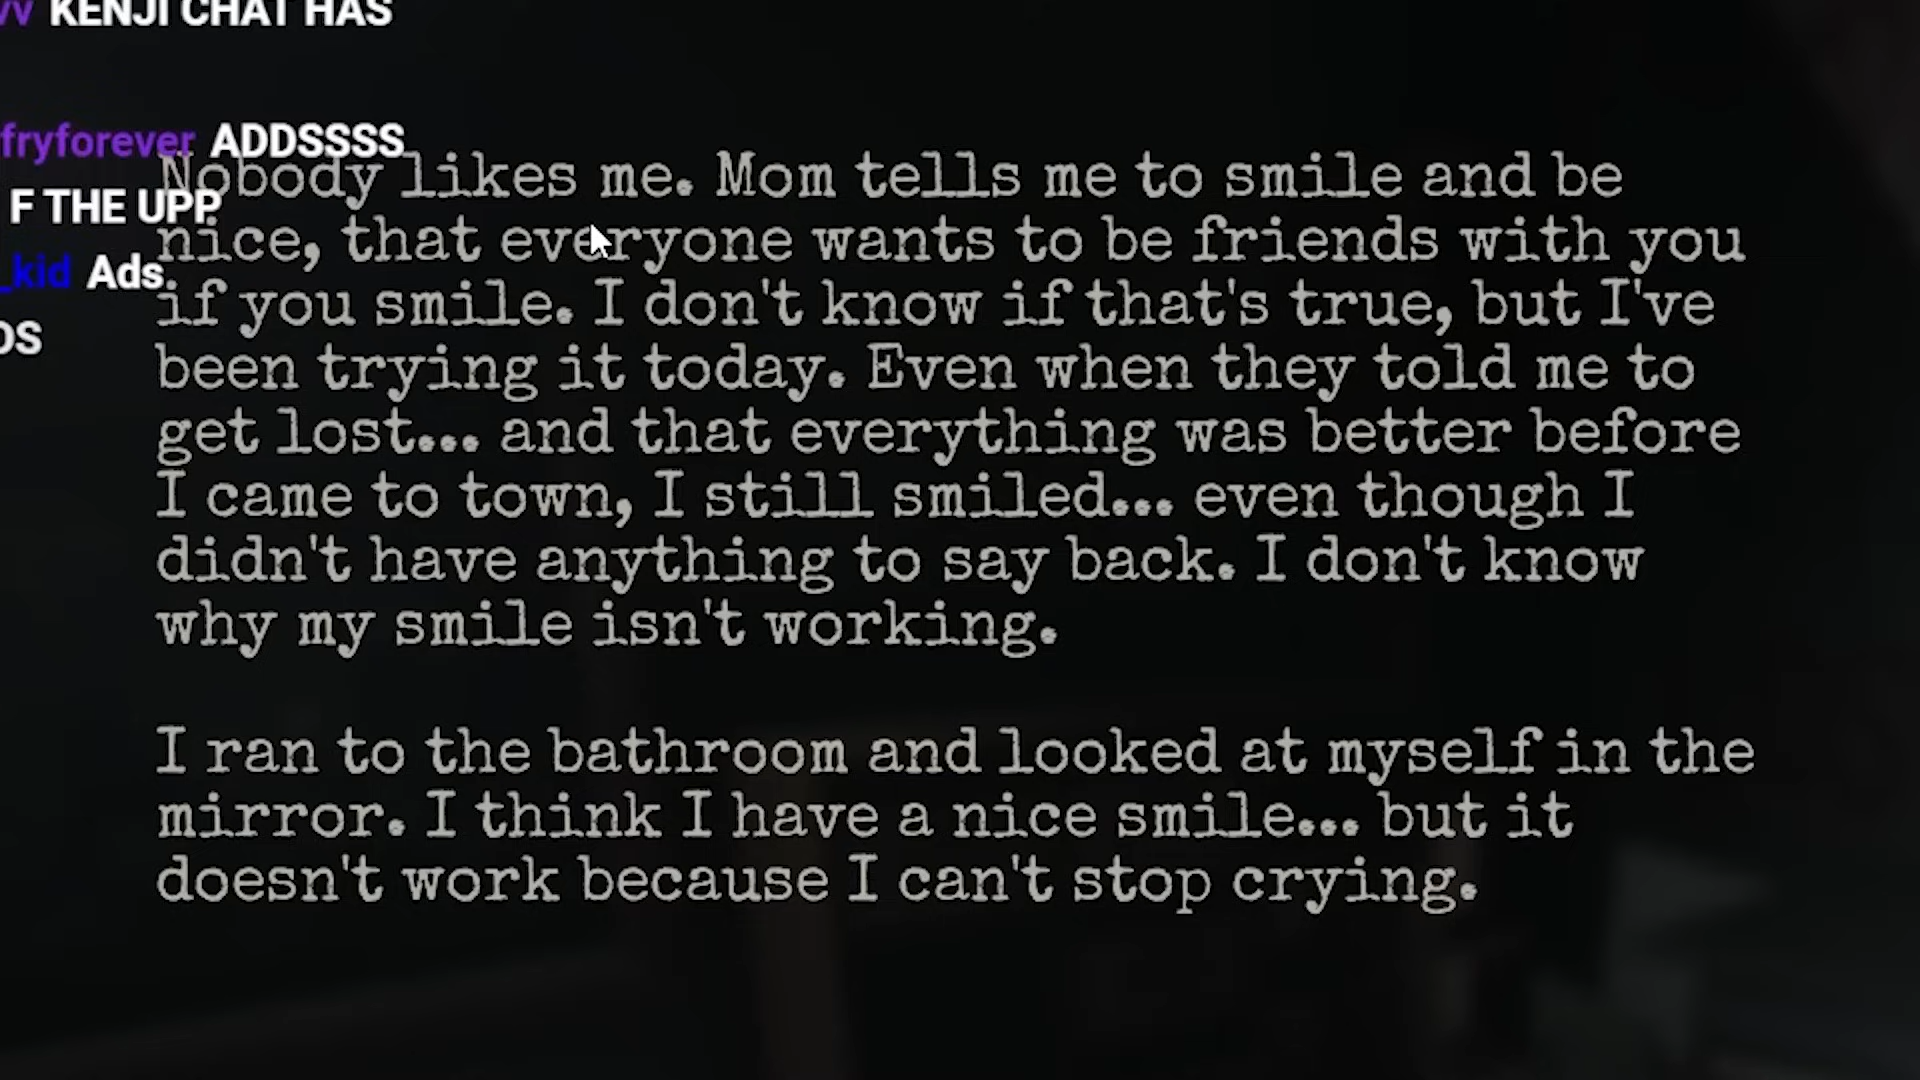 KENJI CHAT HAS
fryforever ADDSSSS
Nobody likes me. Mom tells me to smile and be
F THE UPP
nice, that everyone wants to be friends with you
_kid Ads
if you smile. I don't know if that's true, but I've
OS
been trying it today. Even when they told me to
get lost... and that everything was better before
I came to town, I still smiled... even though I
didn't have anything to say back. I don't know
why my smile isn't working.
I ran to the bathroom and looked at myself in the
mirror. I think I have a nice smile... but it
doesn't work because I can't stop crying.